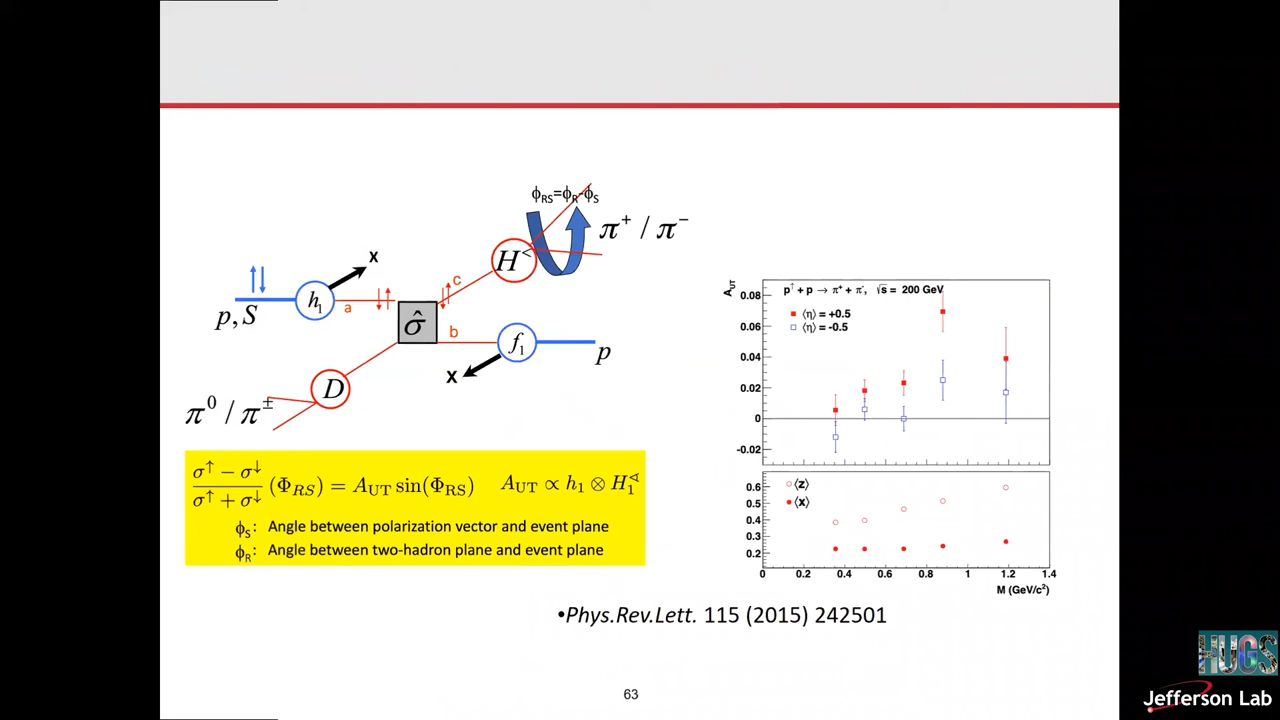 ϕRS=ϕR-ϕS
π⁺ / π⁻
H<
x
c
h₁
a
p, S
σ̂
b
f₁
p
x
D
π⁰ / π±
σ↑ − σ↓
σ↑ + σ↓
(ΦRS) = AUT sin(ΦRS)
AUT ∝ h₁ ⊗ H₁∢
ϕS: Angle between polarization vector and event plane
ϕR: Angle between two-hadron plane and event plane
AUT
p↑ + p → π⁺ + π⁻, √s = 200 GeV
⟨η⟩ = +0.5
⟨η⟩ = -0.5
0.08
0.06
0.04
0.02
0
-0.02
⟨z⟩
⟨x⟩
0.6
0.5
0.4
0.3
0.2
0 0.2 0.4 0.6 0.8 1 1.2 1.4
M (GeV/c²)
•Phys.Rev.Lett. 115 (2015) 242501
63
HUGS
Jefferson Lab